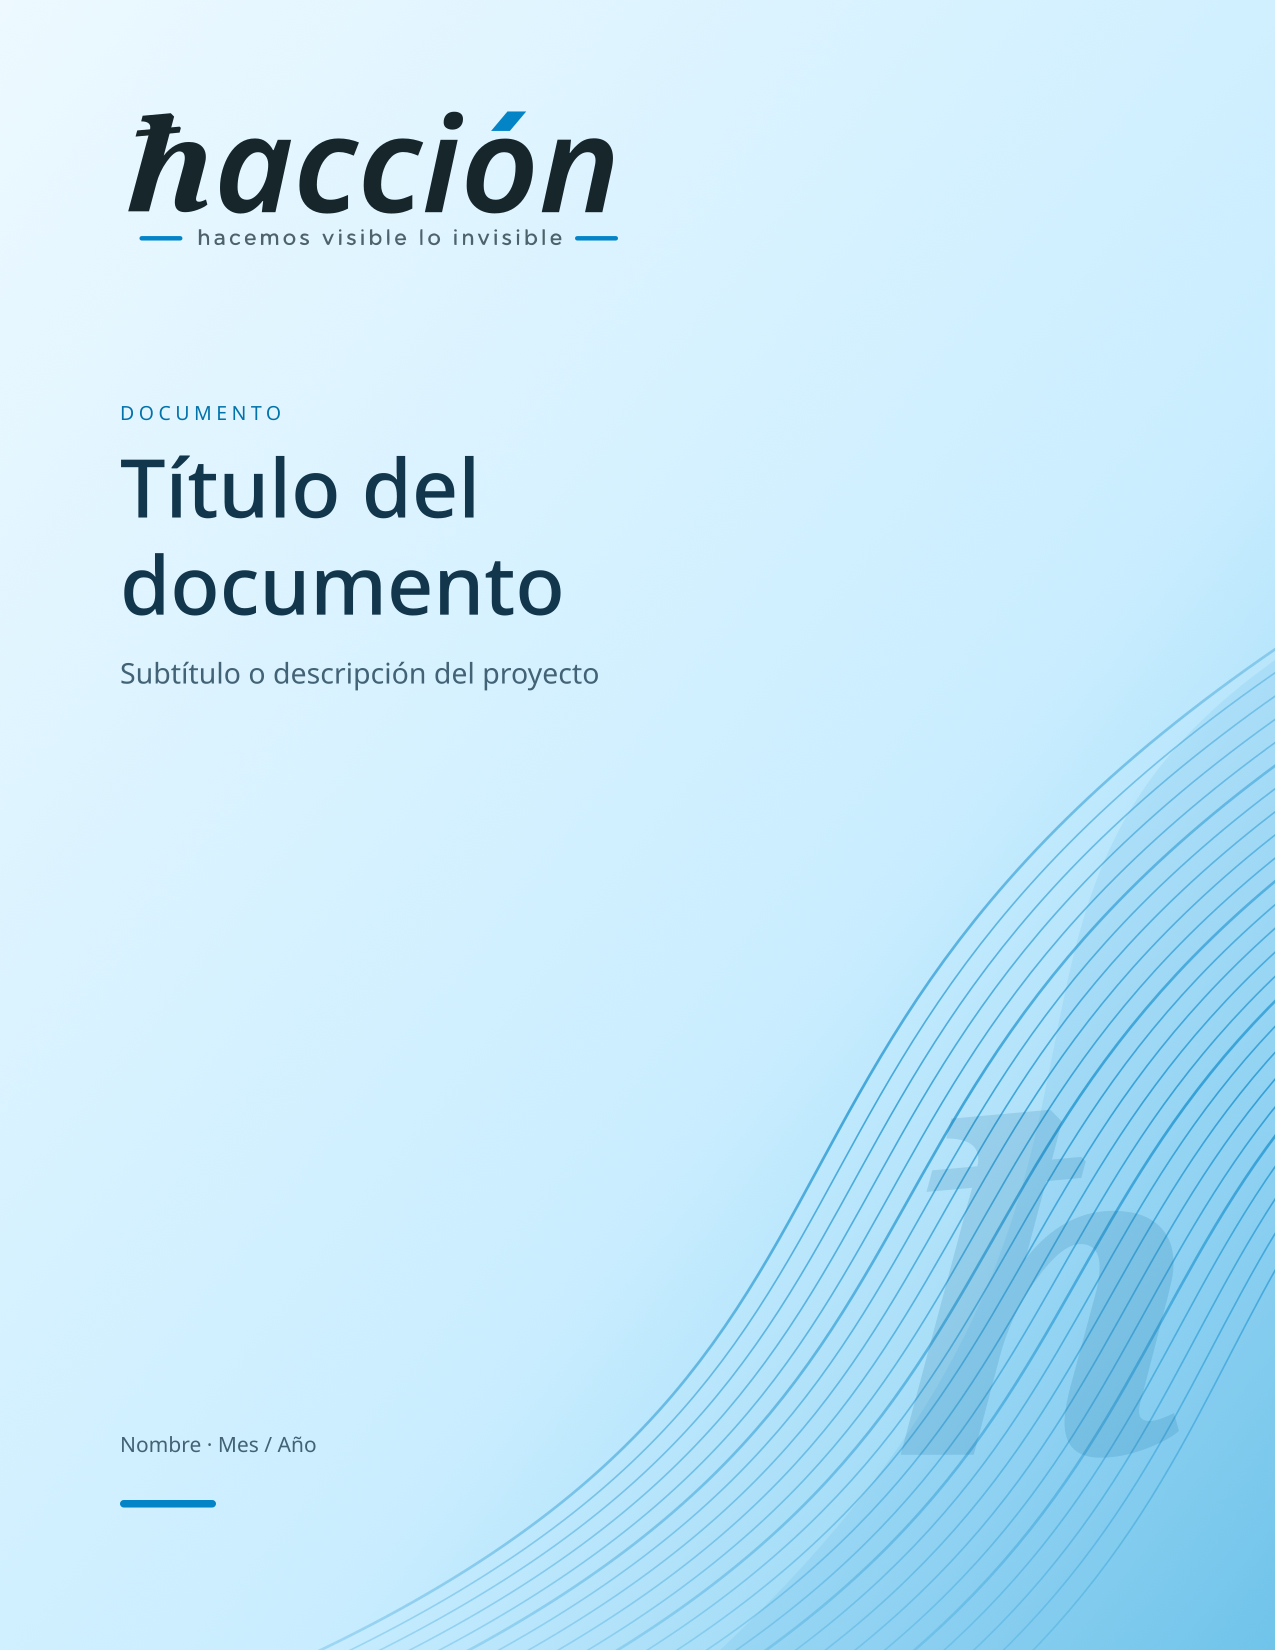 ħacción
hacemos visible lo invisible
DOCUMENTO
Título del
documento
Subtítulo o descripción del proyecto
ħ
Nombre · Mes / Año